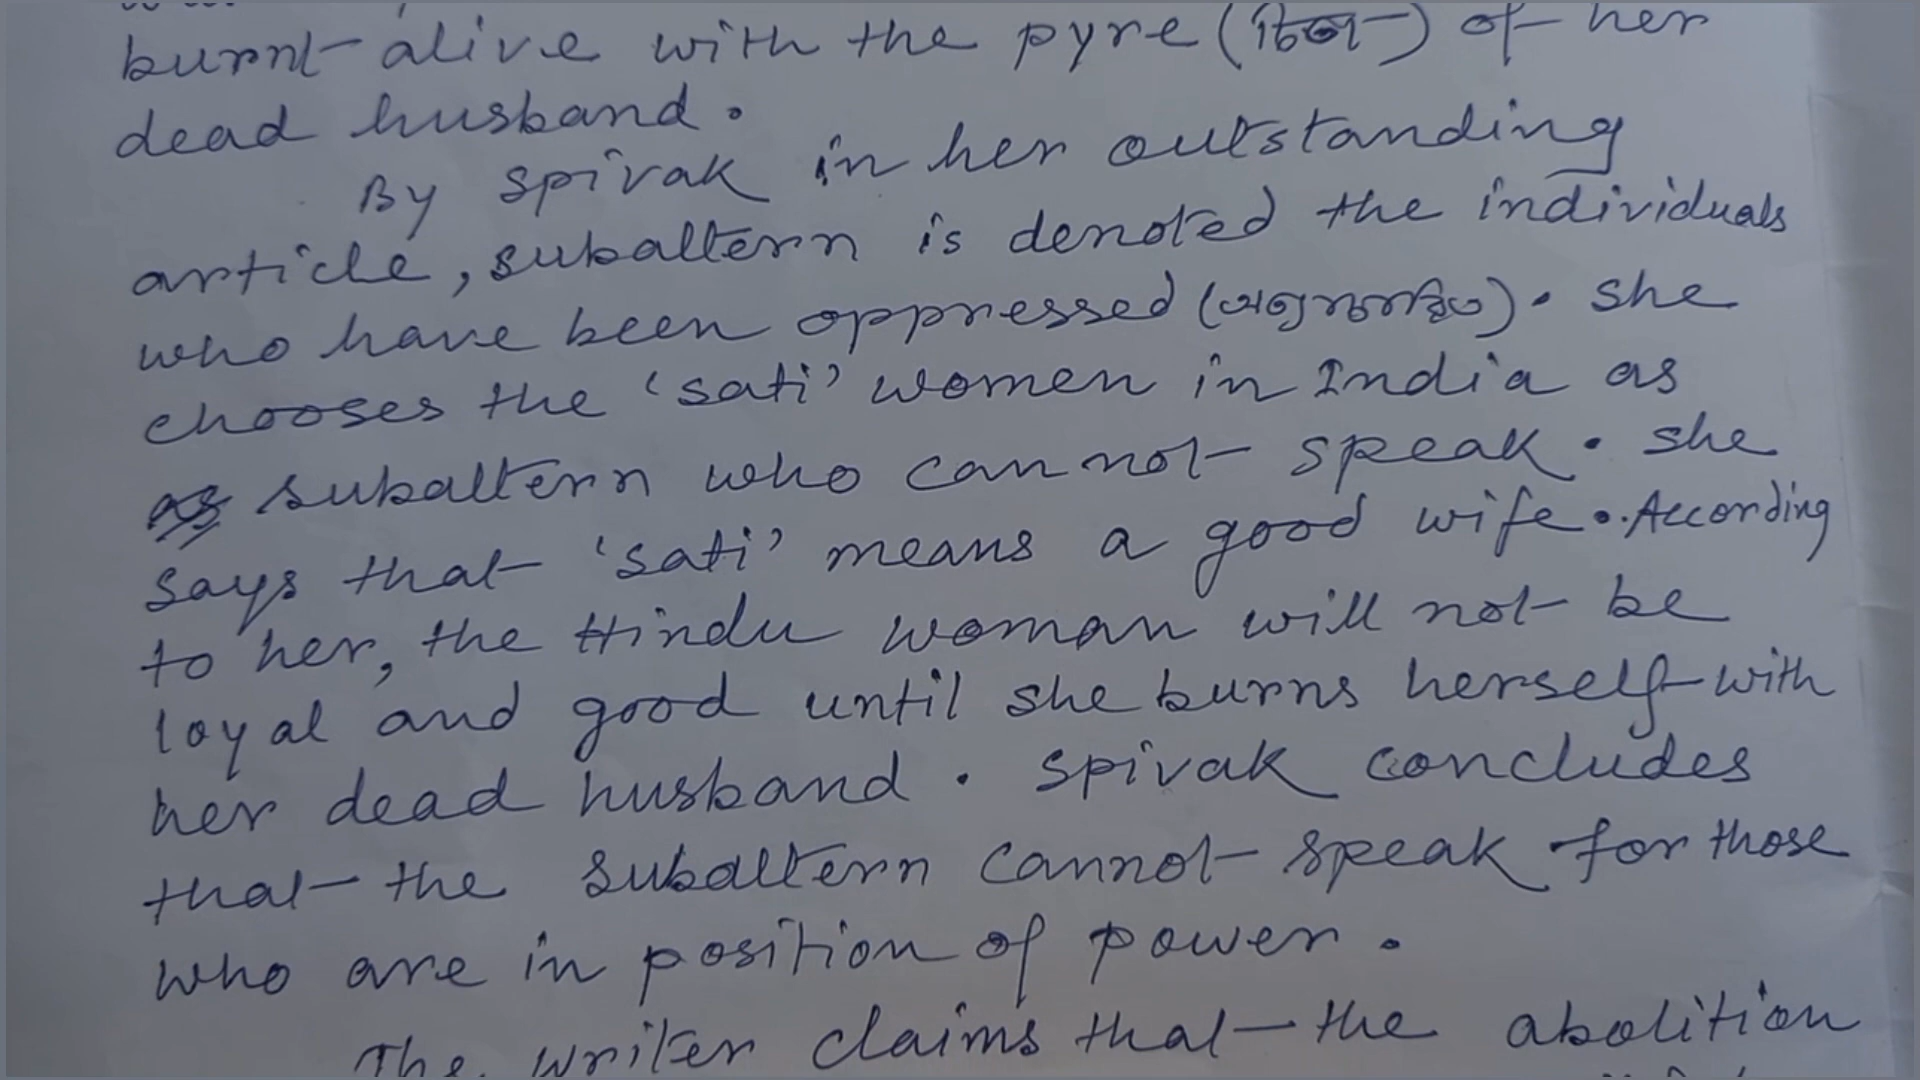 burnt alive with the pyre (চিতা) of her
dead husband.
By Spivak in her outstanding
article, subaltern is denoted the individuals
who have been oppressed ( ). She
chooses the 'sati' women in India as
as subaltern who can not speak. She
says that 'sati' means a good wife. According
to her, the Hindu woman will not be
loyal and good until she burns herself with
her dead husband. Spivak concludes
that the subaltern cannot speak for those
who are in position of power.
The writer claims that the abolition